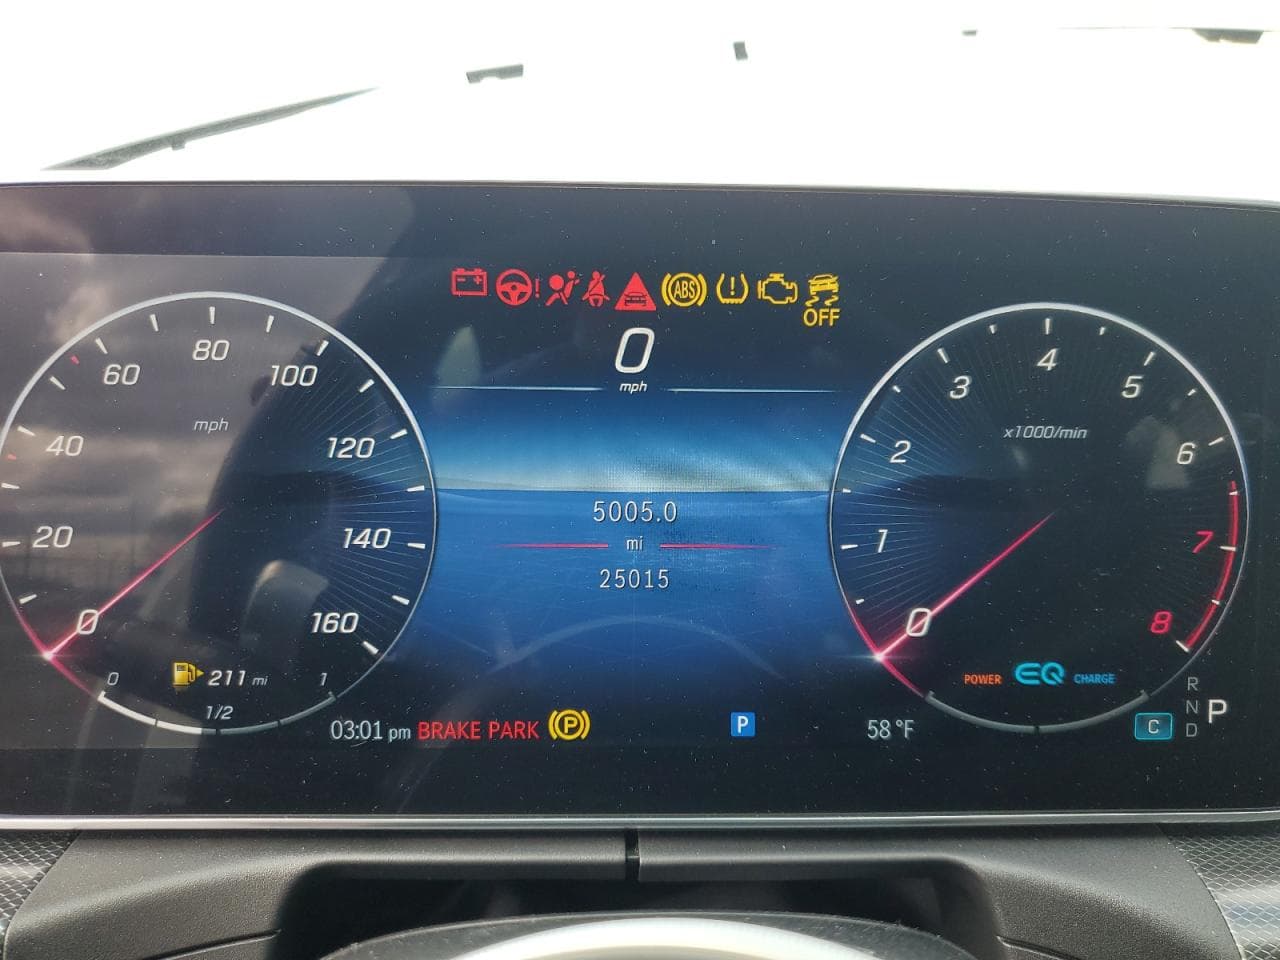 ABS
OFF
0
mph
0 20 40 60 80 100 120 140 160
mph
0 1 2 3 4 5 6 7 8
x1000/min
5005.0
mi
25015
0 211 mi 1
1/2
POWER EQ CHARGE
R
N
D
P
C
03:01 pm BRAKE PARK P
P
58 °F